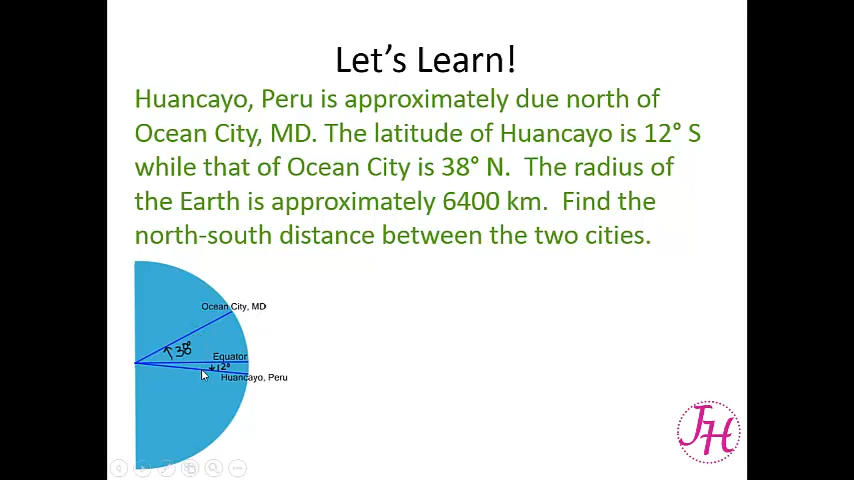 Let's Learn!
Huancayo, Peru is approximately due north of
Ocean City, MD. The latitude of Huancayo is 12° S
while that of Ocean City is 38° N. The radius of
the Earth is approximately 6400 km. Find the
north-south distance between the two cities.
Ocean City, MD
38°
Equator
12°
Huancayo, Peru
JH